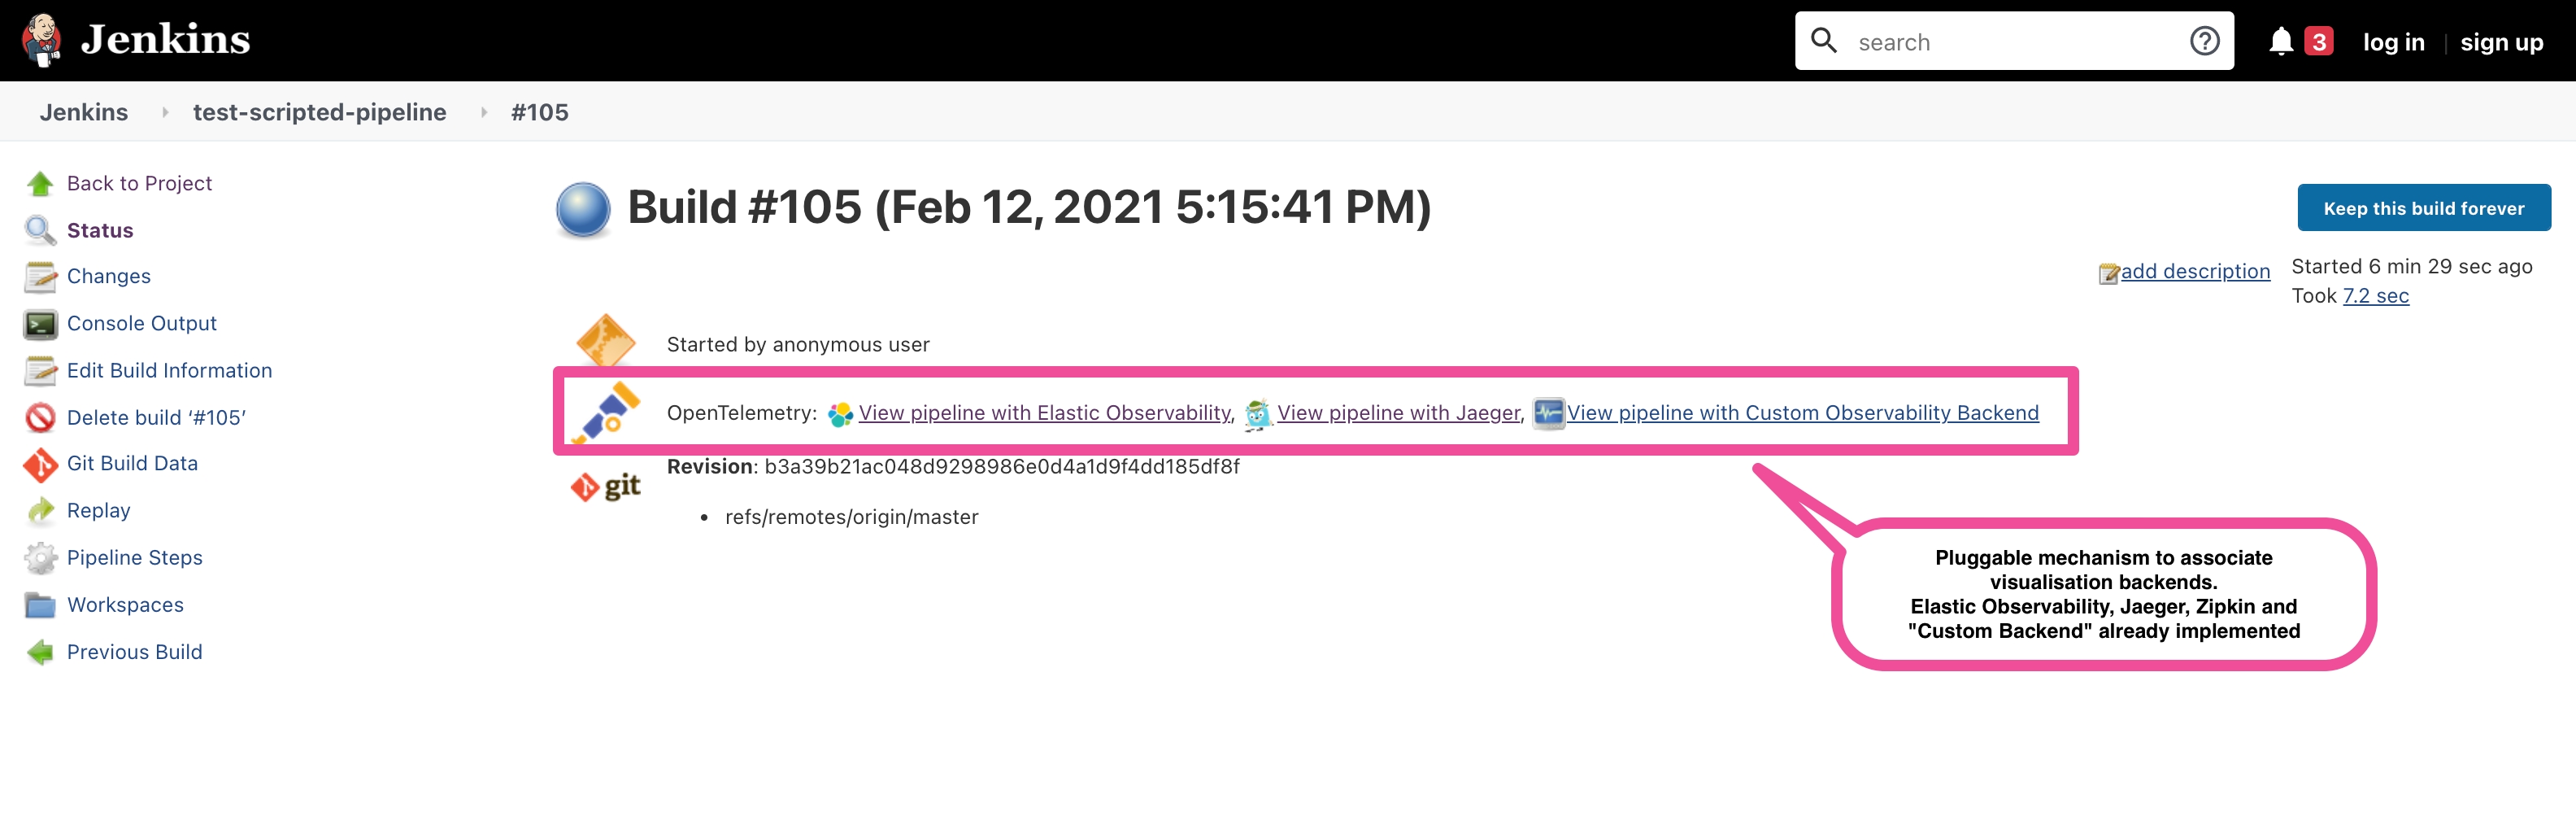 Jenkins
search
3
log in
sign up
Jenkins
test-scripted-pipeline
#105
Back to Project
Status
Changes
Console Output
Edit Build Information
Delete build ‘#105’
Git Build Data
Replay
Pipeline Steps
Workspaces
Previous Build
Build #105 (Feb 12, 2021 5:15:41 PM)
Keep this build forever
add description
Started 6 min 29 sec ago
Took 7.2 sec
Started by anonymous user
OpenTelemetry: View pipeline with Elastic Observability, View pipeline with Jaeger, View pipeline with Custom Observability Backend
git
Revision: b3a39b21ac048d9298986e0d4a1d9f4dd185df8f
• refs/remotes/origin/master
Pluggable mechanism to associate
visualisation backends.
Elastic Observability, Jaeger, Zipkin and
"Custom Backend" already implemented